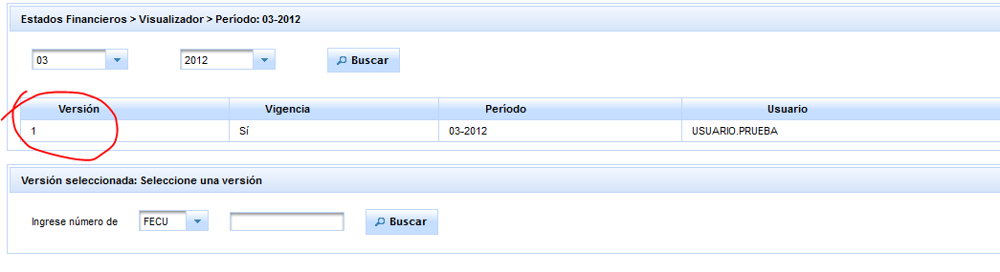 Estados Financieros > Visualizador > Período: 03-2012
03 2012 Buscar
Versión Vigencia Período Usuario
1 Sí 03-2012 USUARIO.PRUEBA
Versión seleccionada: Seleccione una versión
Ingrese número de FECU Buscar